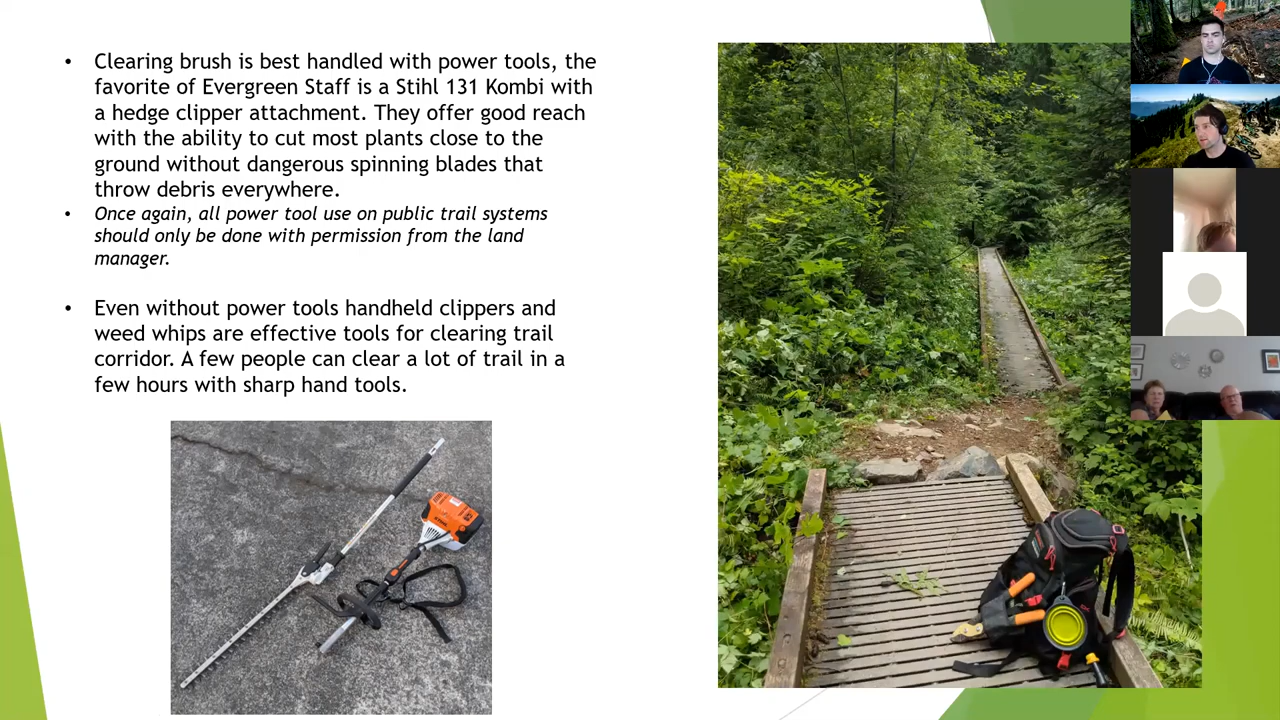 • Clearing brush is best handled with power tools, the
favorite of Evergreen Staff is a Stihl 131 Kombi with
a hedge clipper attachment. They offer good reach
with the ability to cut most plants close to the
ground without dangerous spinning blades that
throw debris everywhere.
• Once again, all power tool use on public trail systems
should only be done with permission from the land
manager.
• Even without power tools handheld clippers and
weed whips are effective tools for clearing trail
corridor. A few people can clear a lot of trail in a
few hours with sharp hand tools.